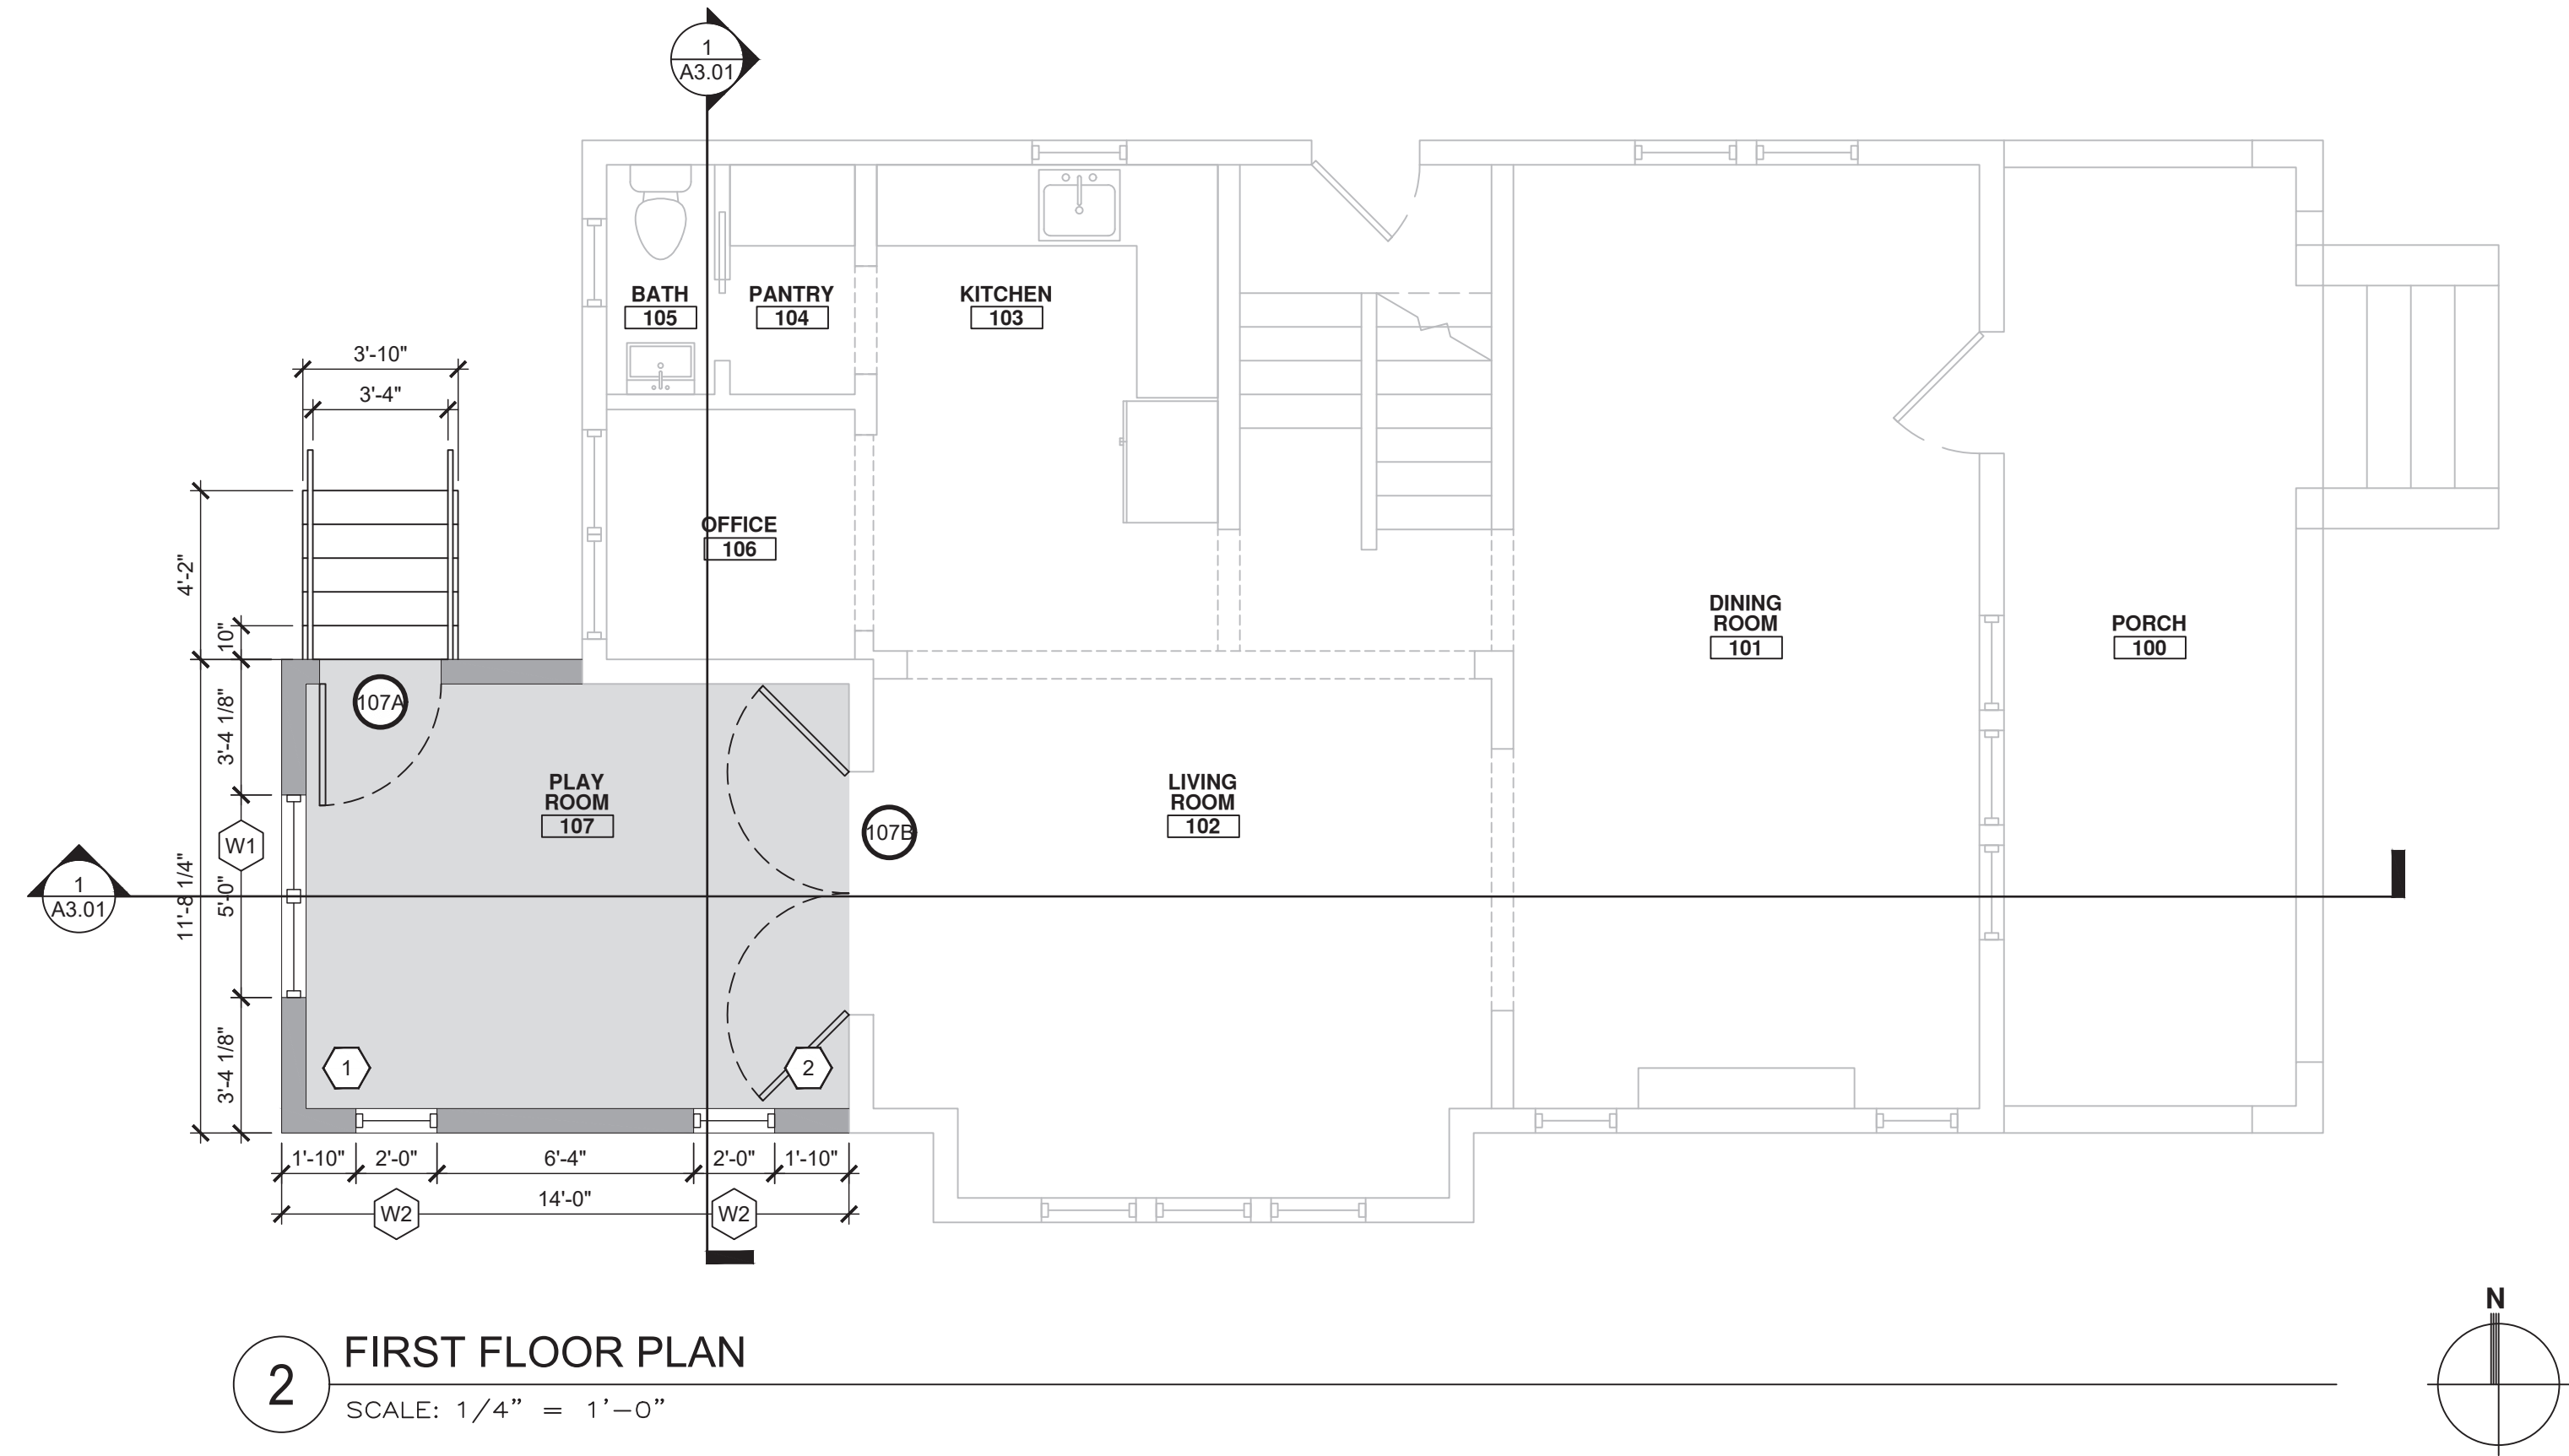 1
A3.01
BATH
105
PANTRY
104
KITCHEN
103
3'-10"
3'-4"
OFFICE
106
4'-2"
10"
DINING
ROOM
101
PORCH
100
107A
3'-4 1/8"
PLAY
ROOM
107
LIVING
ROOM
102
107B
W1
1
A3.01
11'-8 1/4"
5'-0"
3'-4 1/8"
1
2
1'-10"
2'-0"
6'-4"
2'-0"
1'-10"
14'-0"
W2
W2
N
2
FIRST FLOOR PLAN
SCALE: 1/4" = 1'-0"